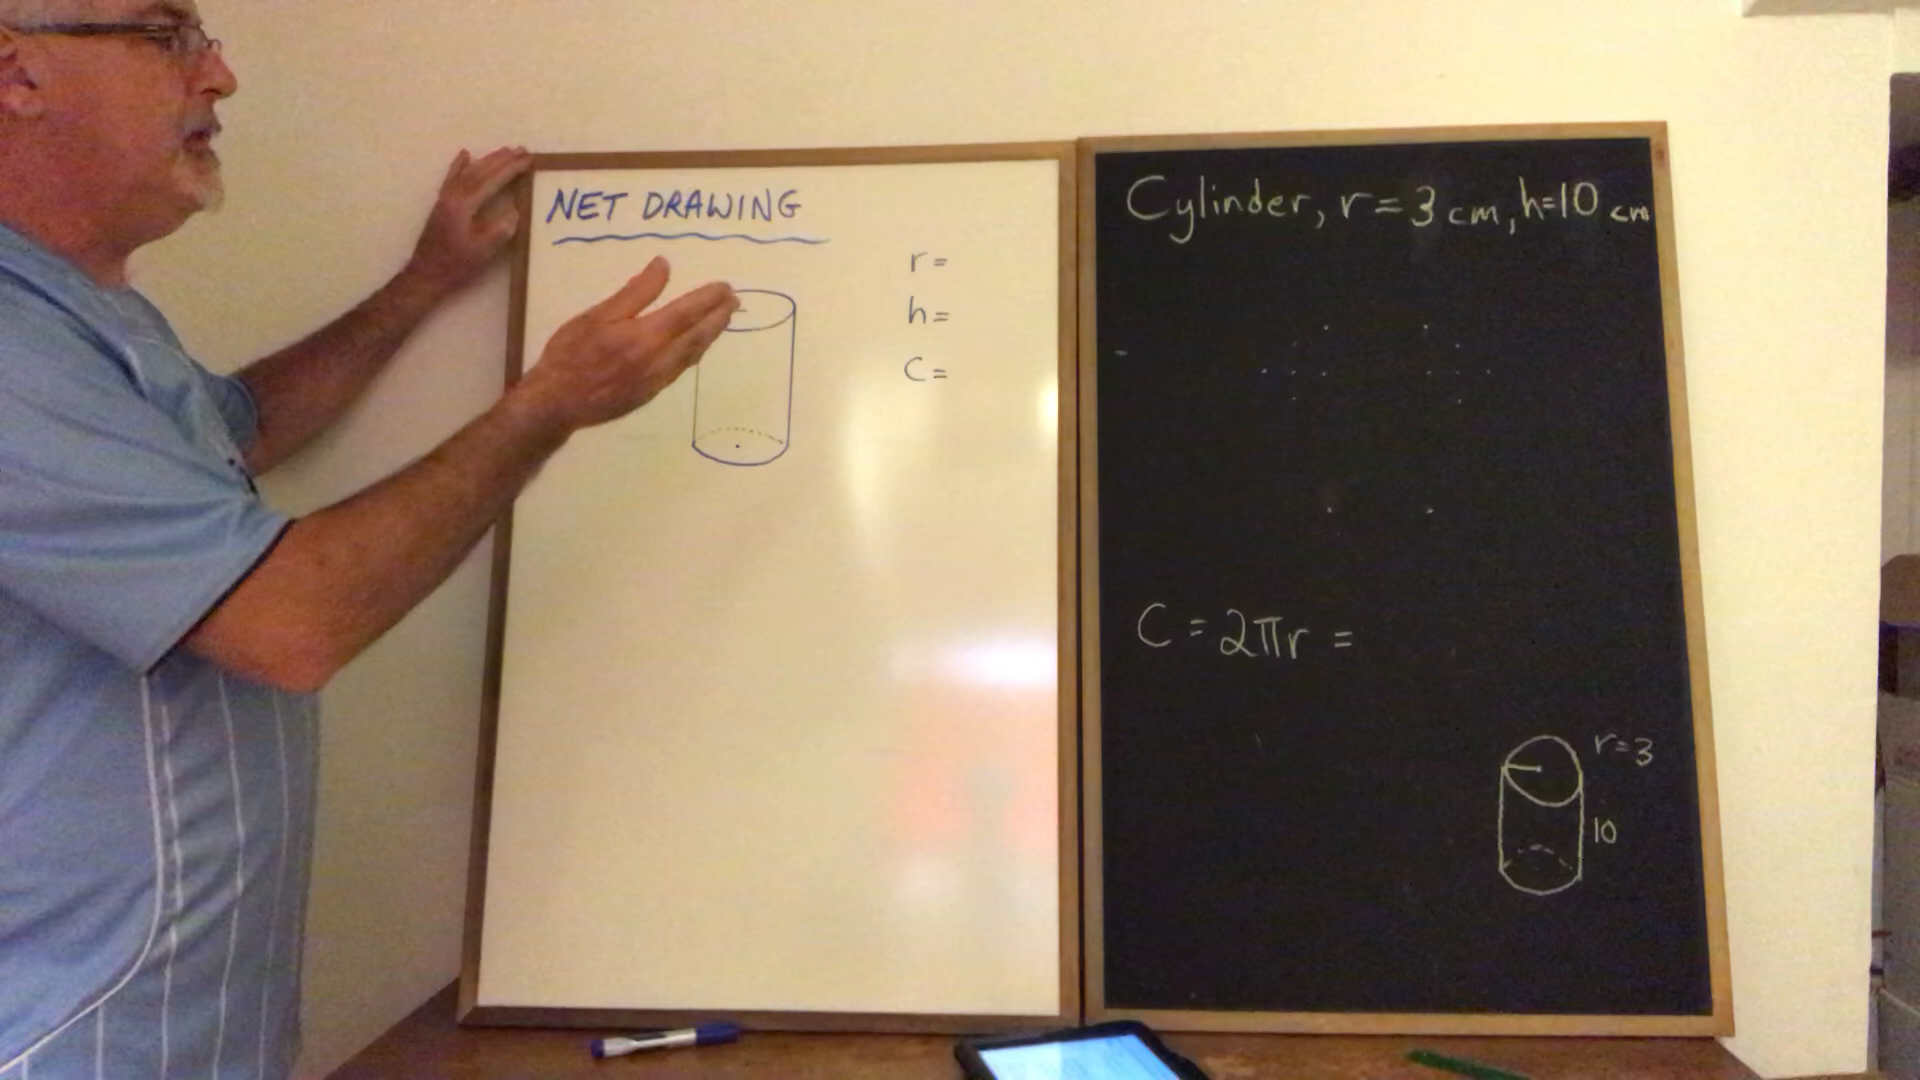 NET DRAWING
r =
h =
C =
Cylinder, r = 3 cm, h=10 cm
C = 2πr =
r=3
10